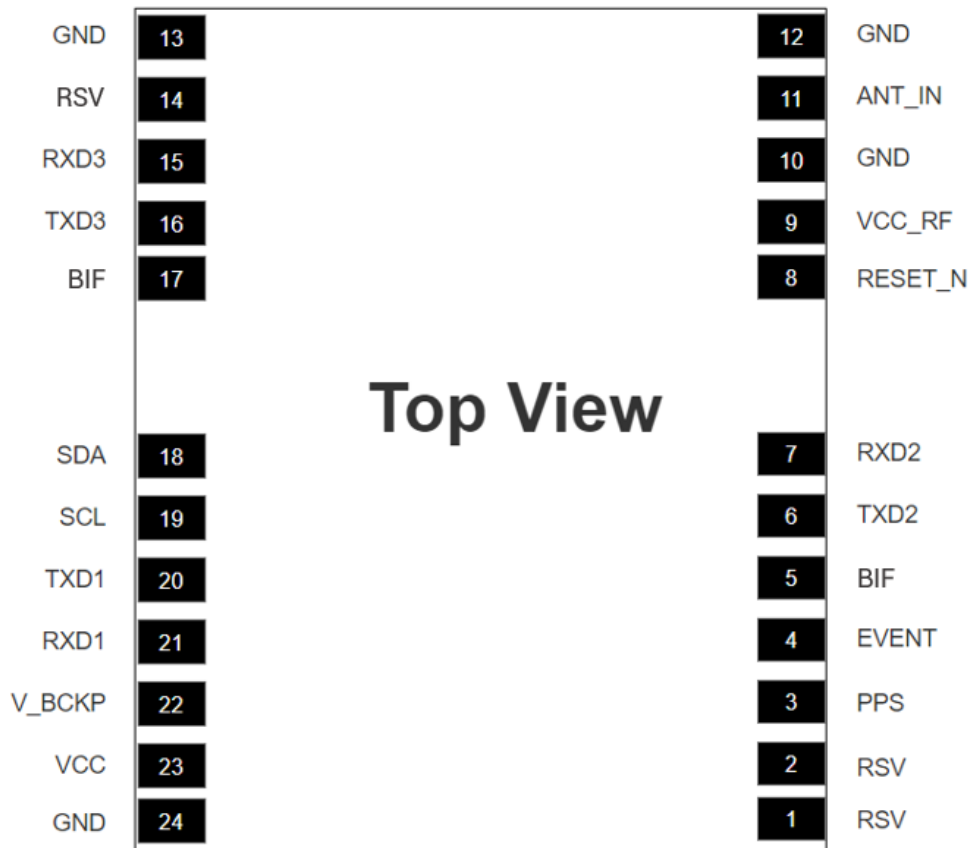 GND 13 12 GND
RSV 14 11 ANT_IN
RXD3 15 10 GND
TXD3 16 9 VCC_RF
BIF 17 8 RESET_N
Top View
SDA 18 7 RXD2
SCL 19 6 TXD2
TXD1 20 5 BIF
RXD1 21 4 EVENT
V_BCKP 22 3 PPS
VCC 23 2 RSV
GND 24 1 RSV